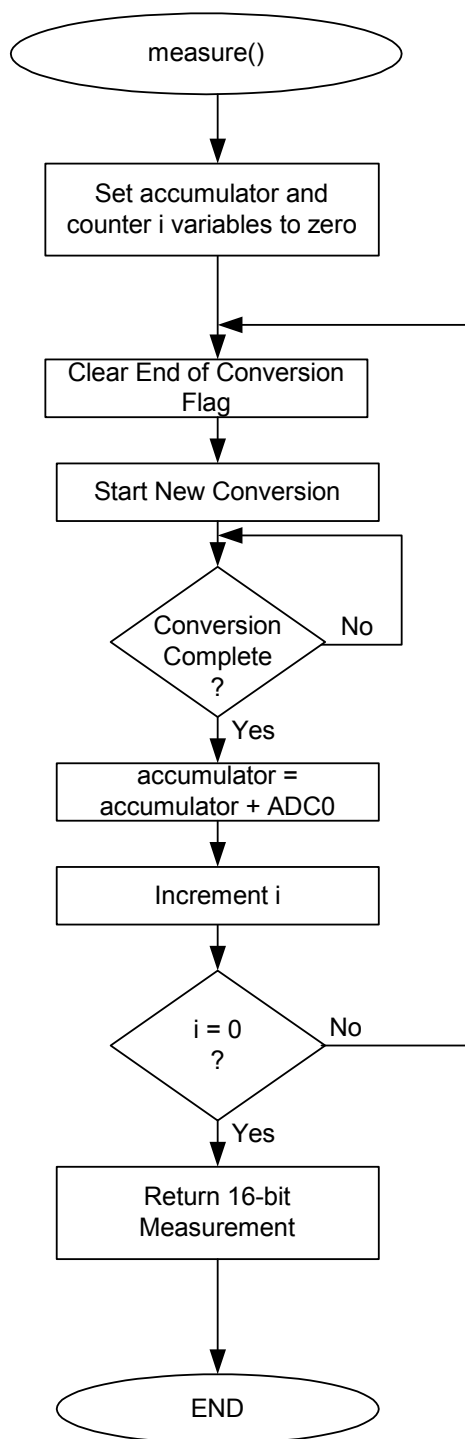 measure()
Set accumulator and
counter i variables to zero
Clear End of Conversion
Flag
Start New Conversion
Conversion
Complete
?
No
Yes
accumulator =
accumulator + ADC0
Increment i
i = 0
?
No
Yes
Return 16-bit
Measurement
END